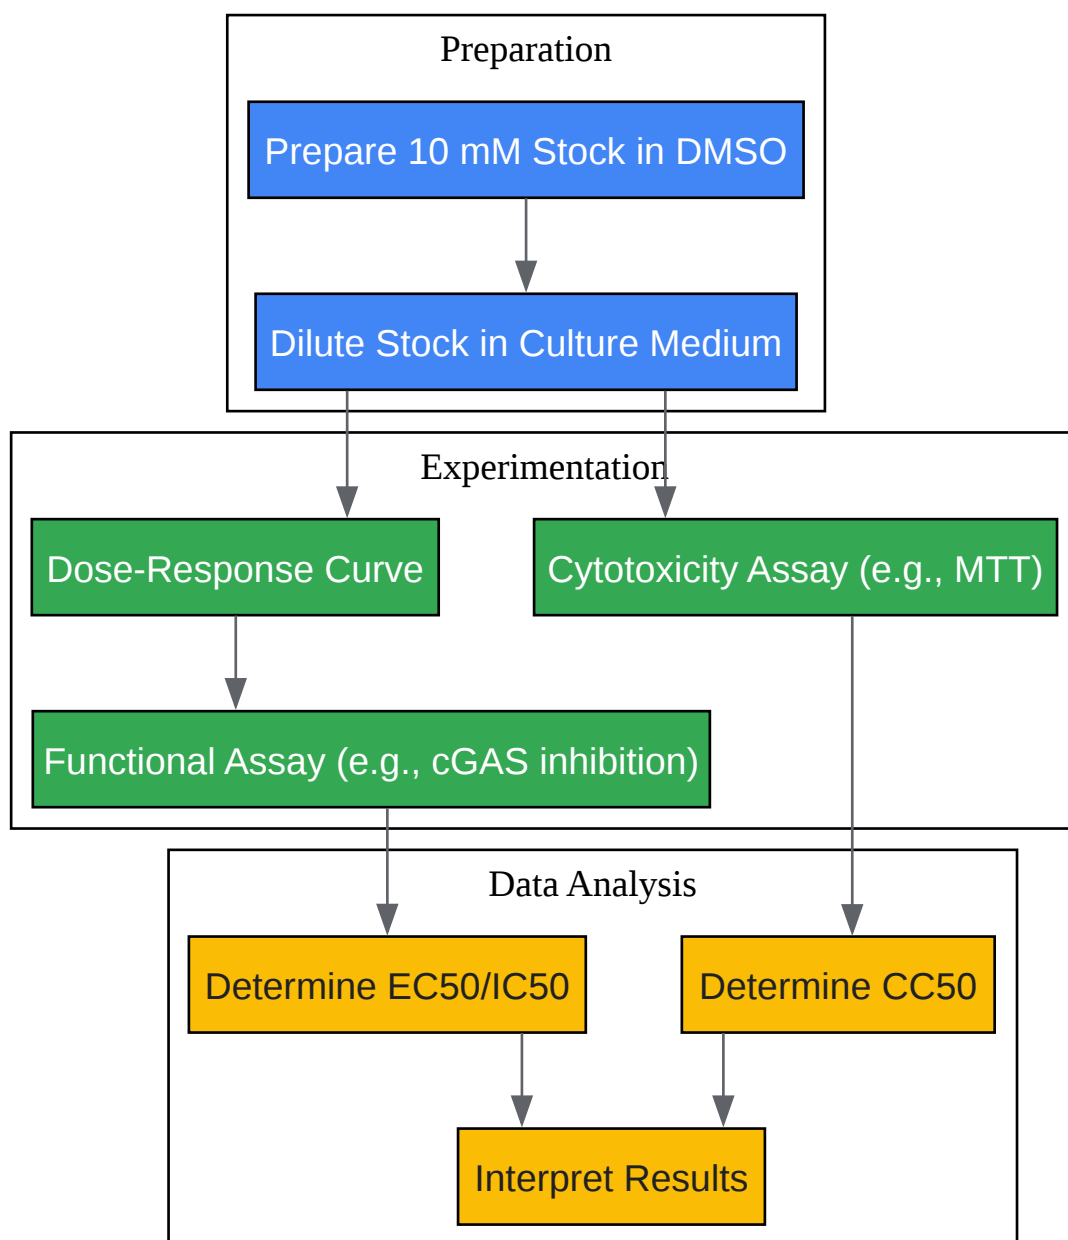 Preparation
Prepare 10 mM Stock in DMSO
Dilute Stock in Culture Medium
Experimentation
Dose-Response Curve
Cytotoxicity Assay (e.g., MTT)
Functional Assay (e.g., cGAS inhibition)
Data Analysis
Determine EC50/IC50
Determine CC50
Interpret Results